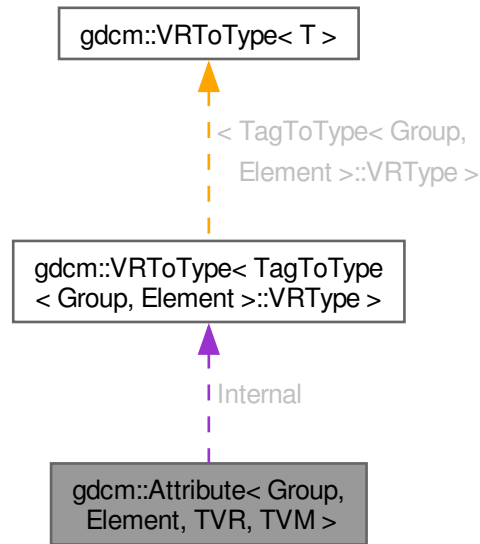 gdcm::VRToType< T >
< TagToType< Group,
Element >::VRType >
gdcm::VRToType< TagToType
< Group, Element >::VRType >
Internal
gdcm::Attribute< Group,
Element, TVR, TVM >